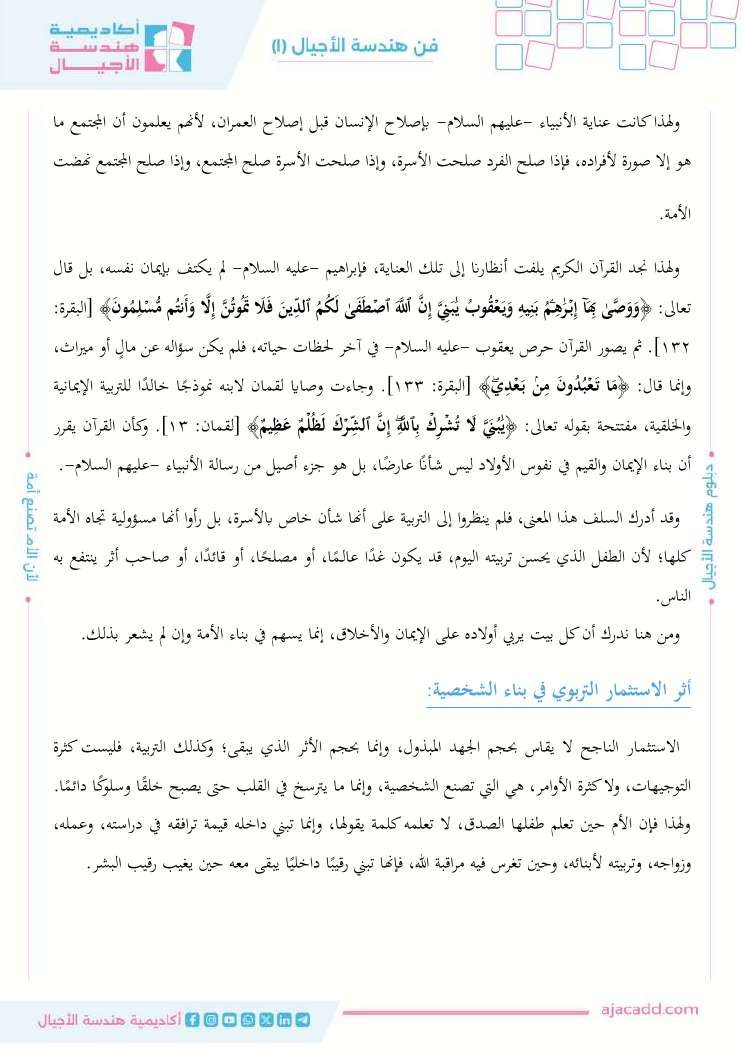 أكاديمية
هندسة
الأجيال
فن هندسة الأجيال (١)
ولهذا كانت عناية الأنبياء -عليهم السلام- بإصلاح الإنسان قبل إصلاح العمران، لأنهم يعلمون أن المجتمع ما
هو إلا صورة لأفراده، فإذا صلح الفرد صلحت الأسرة، وإذا صلحت الأسرة صلح المجتمع، وإذا صلح المجتمع نهضت
الأمة.
ولهذا نجد القرآن الكريم يلفت أنظارنا إلى تلك العناية، فإبراهيم -عليه السلام- لم يكتف بإيمان نفسه، بل قال
تعالى: ﴿وَوَصَّىٰ بِهَآ إِبْرَٰهِـۧمُ بَنِيهِ وَيَعْقُوبُ يَٰبَنِيَّ إِنَّ ٱللَّهَ ٱصْطَفَىٰ لَكُمُ ٱلدِّينَ فَلَا تَمُوتُنَّ إِلَّا وَأَنتُم مُّسْلِمُونَ﴾ [البقرة:
١٣٢]. ثم يصور القرآن حرص يعقوب -عليه السلام- في آخر لحظات حياته، فلم يكن سؤاله عن مالٍ أو ميراث،
وإنما قال: ﴿مَا تَعْبُدُونَ مِنۢ بَعْدِيۖ﴾ [البقرة: ١٣٣]. وجاءت وصايا لقمان لابنه نموذجًا خالدًا للتربية الإيمانية
والخلقية، مفتتحة بقوله تعالى: ﴿يَٰبُنَيَّ لَا تُشْرِكْ بِٱللَّهِۖ إِنَّ ٱلشِّرْكَ لَظُلْمٌ عَظِيمٌ﴾ [لقمان: ١٣]. وكأن القرآن يقرر
أن بناء الإيمان والقيم في نفوس الأولاد ليس شأنًا عارضًا، بل هو جزء أصيل من رسالة الأنبياء -عليهم السلام-.
وقد أدرك السلف هذا المعنى، فلم ينظروا إلى التربية على أنها شأن خاص بالأسرة، بل رأوا أنها مسؤولية تجاه الأمة
كلها؛ لأن الطفل الذي يحسن تربيته اليوم، قد يكون غدًا عالمًا، أو مصلحًا، أو قائدًا، أو صاحب أثر ينتفع به
الناس.
ومن هنا ندرك أن كل بيت يربي أولاده على الإيمان والأخلاق، إنما يسهم في بناء الأمة وإن لم يشعر بذلك.
أثر الاستثمار التربوي في بناء الشخصية:
الاستثمار الناجح لا يقاس بحجم الجهد المبذول، وإنما بحجم الأثر الذي يبقى؛ وكذلك التربية، فليست كثرة
التوجيهات، ولا كثرة الأوامر، هي التي تصنع الشخصية، وإنما ما يترسخ في القلب حتى يصبح خلقًا وسلوكًا دائمًا.
ولهذا فإن الأم حين تعلم طفلها الصدق، لا تعلمه كلمة يقولها، وإنما تبني داخله قيمة ترافقه في دراسته، وعمله،
وزواجه، وتربيته لأبنائه، وحين تغرس فيه مراقبة الله، فإنها تبني رقيبًا داخليًا يبقى معه حين يغيب رقيب البشر.
دبلوم هندسة الأجيال
لأن الأم تصنع أمة
أكاديمية هندسة الأجيال
ajacadd.com